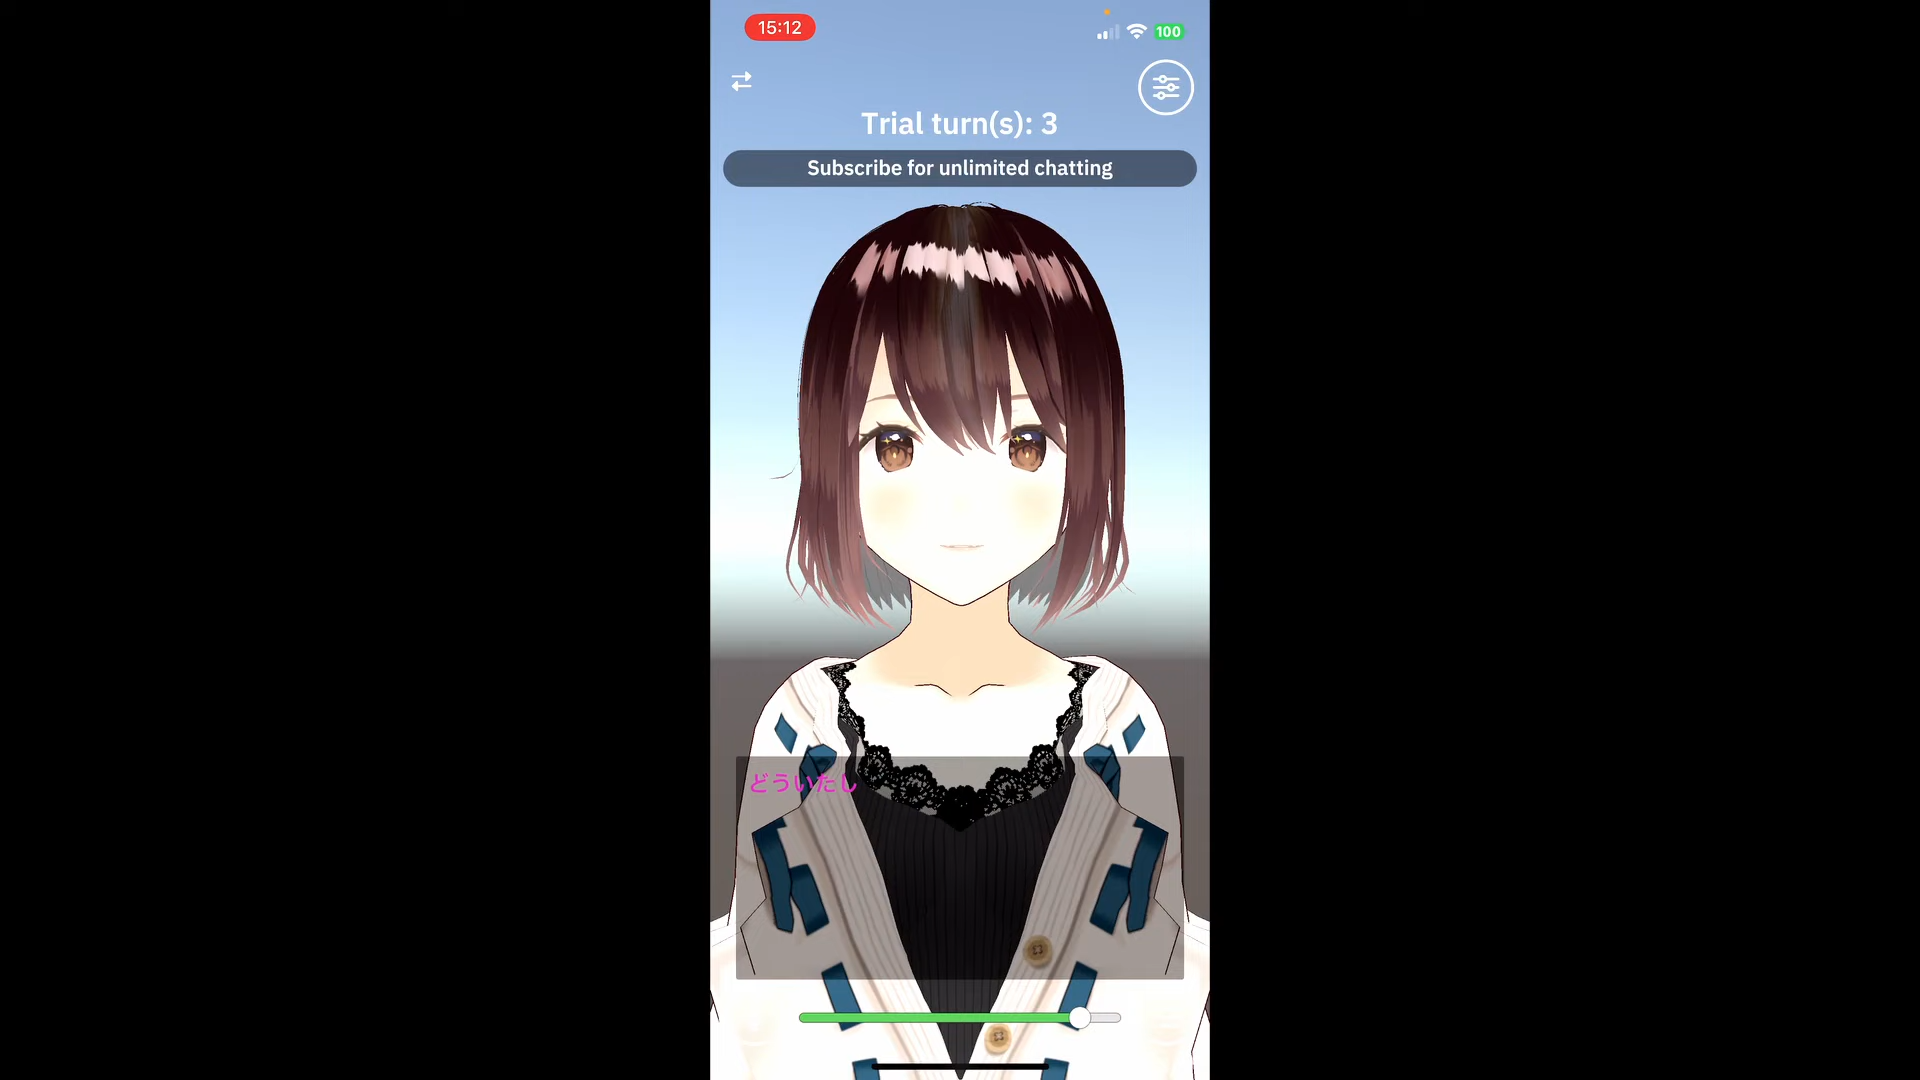 15:12
100
Trial turn(s): 3
Subscribe for unlimited chatting
どういたし